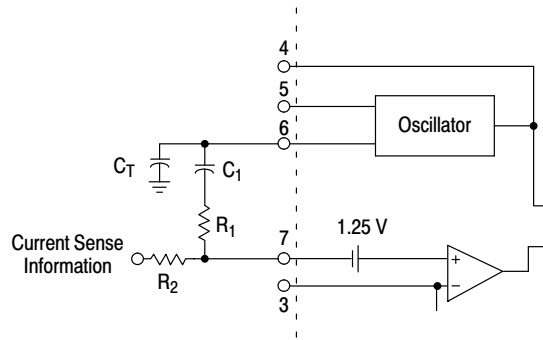 4
5
Oscillator
6
CT
C1
R1
Current Sense
Information
7
1.25 V
R2
3
+
−